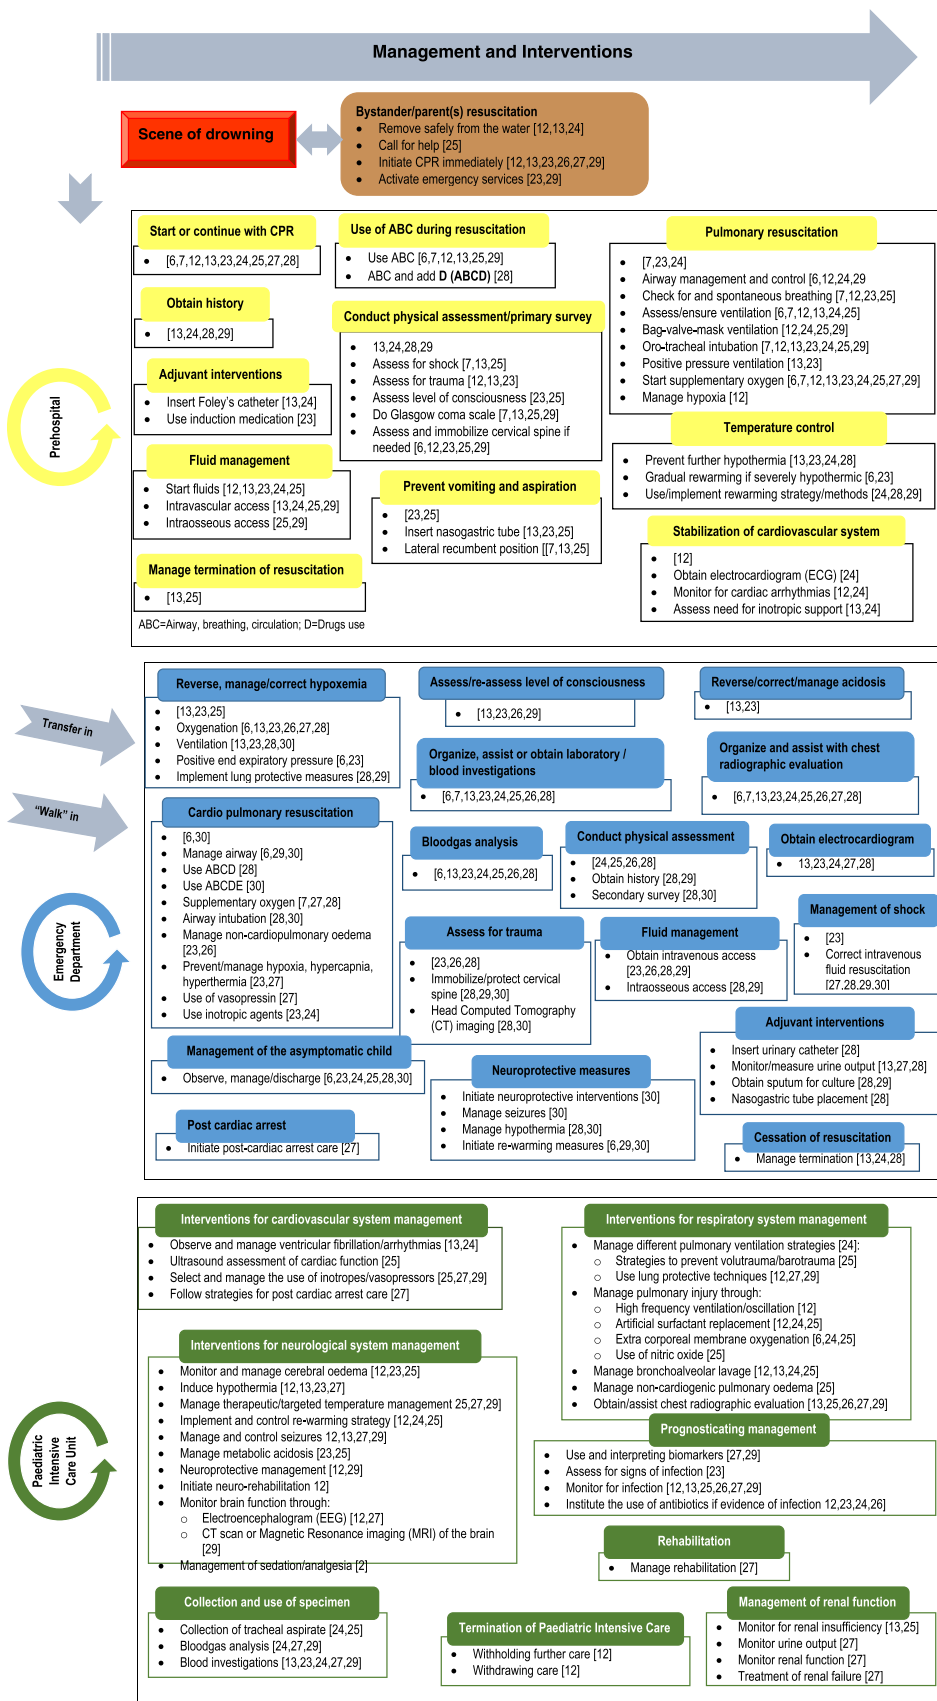 Management and Interventions
Scene of drowning
Bystander/parent(s) resuscitation
• Remove safely from the water [12,13,24]
• Call for help [25]
• Initiate CPR immediately [12,13,23,26,27,29]
• Activate emergency services [23,29]
Prehospital
Start or continue with CPR
• [6,7,12,13,23,24,25,27,28]
Obtain history
• [13,24,28,29]
Adjuvant interventions
• Insert Foley's catheter [13,24]
• Use induction medication [23]
Fluid management
• Start fluids [12,13,23,24,25]
• Intravascular access [13,24,25,29]
• Intraosseous access [25,29]
Manage termination of resuscitation
• [13,25]
ABC=Airway, breathing, circulation; D=Drugs use
Use of ABC during resuscitation
• Use ABC [6,7,12,13,25,29]
• ABC and add D (ABCD) [28]
Conduct physical assessment/primary survey
• 13,24,28,29
• Assess for shock [7,13,25]
• Assess for trauma [12,13,23]
• Assess level of consciousness [23,25]
• Do Glasgow coma scale [7,13,25,29]
• Assess and immobilize cervical spine if
needed [6,12,23,25,29]
Prevent vomiting and aspiration
• [23,25]
• Insert nasogastric tube [13,23,25]
• Lateral recumbent position [[7,13,25]
Pulmonary resuscitation
• [7,23,24]
• Airway management and control [6,12,24,29
• Check for and spontaneous breathing [7,12,23,25]
• Assess/ensure ventilation [6,7,12,13,24,25]
• Bag-valve-mask ventilation [12,24,25,29]
• Oro-tracheal intubation [7,12,13,23,24,25,29]
• Positive pressure ventilation [13,23]
• Start supplementary oxygen [6,7,12,13,23,24,25,27,29]
• Manage hypoxia [12]
Temperature control
• Prevent further hypothermia [13,23,24,28]
• Gradual rewarming if severely hypothermic [6,23]
• Use/implement rewarming strategy/methods [24,28,29]
Stabilization of cardiovascular system
• [12]
• Obtain electrocardiogram (ECG) [24]
• Monitor for cardiac arrhythmias [12,24]
• Assess need for inotropic support [13,24]
Transfer in
"Walk" in
Emergency
Department
Reverse, manage/correct hypoxemia
• [13,23,25]
• Oxygenation [6,13,23,26,27,28]
• Ventilation [13,23,28,30]
• Positive end expiratory pressure [6,23]
• Implement lung protective measures [28,29]
Assess/re-assess level of consciousness
• [13,23,26,29]
Reverse/correct/manage acidosis
• [13,23]
Organize, assist or obtain laboratory /
blood investigations
• [6,7,13,23,24,25,26,28]
Organize and assist with chest
radiographic evaluation
• [6,7,13,23,24,25,26,27,28]
Cardio pulmonary resuscitation
• [6,30]
• Manage airway [6,29,30]
• Use ABCD [28]
• Use ABCDE [30]
• Supplementary oxygen [7,27,28]
• Airway intubation [28,30]
• Manage non-cardiopulmonary oedema
[23,26]
• Prevent/manage hypoxia, hypercapnia,
hyperthermia [23,27]
• Use of vasopressin [27]
• Use inotropic agents [23,24]
Bloodgas analysis
• [6,13,23,24,25,26,28]
Conduct physical assessment
• [24,25,26,28]
• Obtain history [28,29]
• Secondary survey [28,30]
Obtain electrocardiogram
• 13,23,24,27,28]
Assess for trauma
• [23,26,28]
• Immobilize/protect cervical
spine [28,29,30]
• Head Computed Tomography
(CT) imaging [28,30]
Fluid management
• Obtain intravenous access
[23,26,28,29]
• Intraosseous access [28,29]
Management of shock
• [23]
• Correct intravenous
fluid resuscitation
[27.28.29.30]
Management of the asymptomatic child
• Observe, manage/discharge [6,23,24,25,28,30]
Neuroprotective measures
• Initiate neuroprotective interventions [30]
• Manage seizures [30]
• Manage hypothermia [28,30]
• Initiate re-warming measures [6,29,30]
Adjuvant interventions
• Insert urinary catheter [28]
• Monitor/measure urine output [13,27,28]
• Obtain sputum for culture [28,29]
• Nasogastric tube placement [28]
Post cardiac arrest
• Initiate post-cardiac arrest care [27]
Cessation of resuscitation
• Manage termination [13,24,28]
Paediatric
Intensive
Care Unit
Interventions for cardiovascular system management
• Observe and manage ventricular fibrillation/arrhythmias [13,24]
• Ultrasound assessment of cardiac function [25]
• Select and manage the use of inotropes/vasopressors [25,27,29]
• Follow strategies for post cardiac arrest care [27]
Interventions for neurological system management
• Monitor and manage cerebral oedema [12,23,25]
• Induce hypothermia [12,13,23,27]
• Manage therapeutic/targeted temperature management 25,27,29]
• Implement and control re-warming strategy [12,24,25]
• Manage and control seizures 12,13,27,29]
• Manage metabolic acidosis [23,25]
• Neuroprotective management [12,29]
• Initiate neuro-rehabilitation 12]
• Monitor brain function through:
○ Electroencephalogram (EEG) [12,27]
○ CT scan or Magnetic Resonance imaging (MRI) of the brain
[29]
• Management of sedation/analgesia [2]
Interventions for respiratory system management
• Manage different pulmonary ventilation strategies [24]:
○ Strategies to prevent volutrauma/barotrauma [25]
○ Use lung protective techniques [12,27,29]
• Manage pulmonary injury through:
○ High frequency ventilation/oscillation [12]
○ Artificial surfactant replacement [12,24,25]
○ Extra corporeal membrane oxygenation [6,24,25]
○ Use of nitric oxide [25]
• Manage bronchoalveolar lavage [12,13,24,25]
• Manage non-cardiogenic pulmonary oedema [25]
• Obtain/assist chest radiographic evaluation [13,25,26,27,29]
Prognosticating management
• Use and interpreting biomarkers [27,29]
• Assess for signs of infection [23]
• Monitor for infection [12,13,25,26,27,29]
• Institute the use of antibiotics if evidence of infection 12,23,24,26]
Rehabilitation
• Manage rehabilitation [27]
Collection and use of specimen
• Collection of tracheal aspirate [24,25]
• Bloodgas analysis [24,27,29]
• Blood investigations [13,23,24,27,29]
Termination of Paediatric Intensive Care
• Withholding further care [12]
• Withdrawing care [12]
Management of renal function
• Monitor for renal insufficiency [13,25]
• Monitor urine output [27]
• Monitor renal function [27]
• Treatment of renal failure [27]